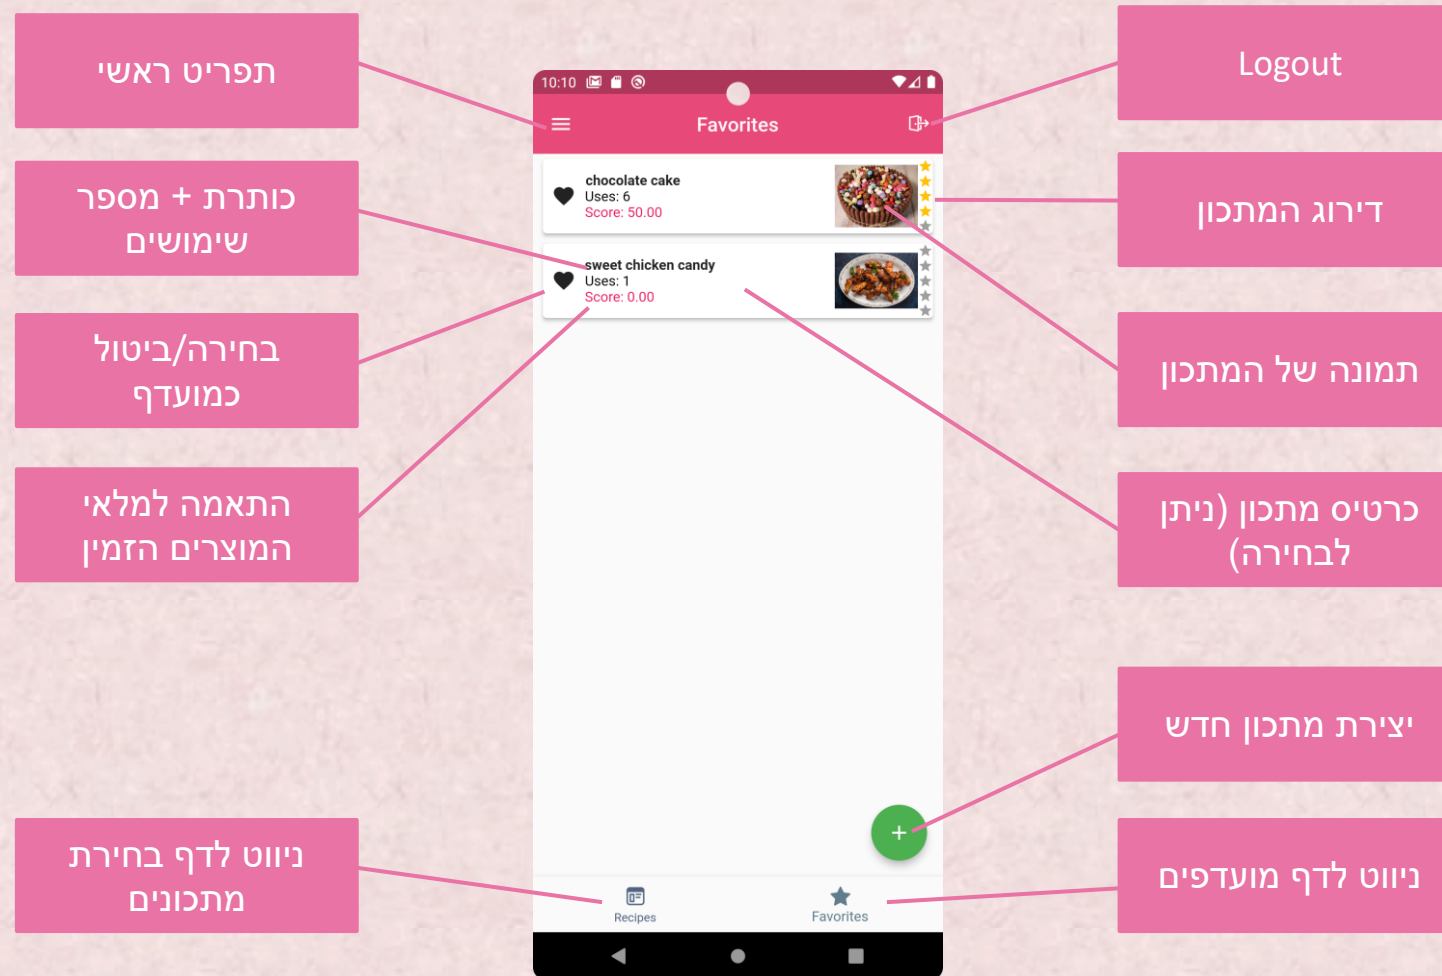 תפריט ראשי
כותרת + מספר
שימושים
בחירה/ביטול
כמועדף
התאמה למלאי
המוצרים הזמין
ניווט לדף בחירת
מתכונים
10:10
Favorites
chocolate cake
Uses: 6
Score: 50.00
sweet chicken candy
Uses: 1
Score: 0.00
+
Recipes
Favorites
Logout
דירוג המתכון
תמונה של המתכון
כרטיס מתכון (ניתן
לבחירה)
יצירת מתכון חדש
ניווט לדף מועדפים